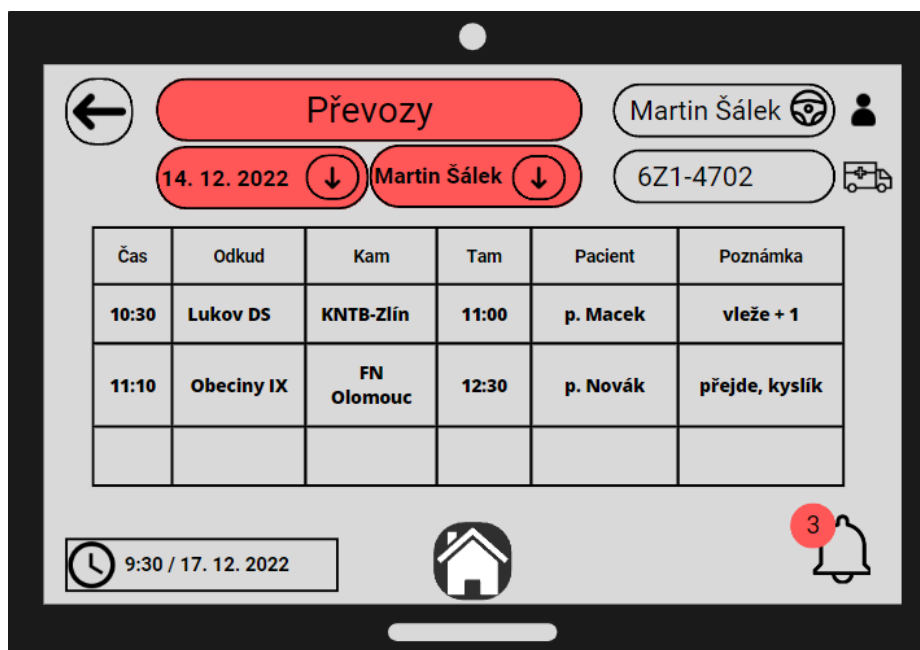 Převozy
Martin Šálek
14. 12. 2022
Martin Šálek
6Z1-4702
Čas Odkud Kam Tam Pacient Poznámka
10:30 Lukov DS KNTB-Zlín 11:00 p. Macek vleže + 1
11:10 Obeciny IX FN Olomouc 12:30 p. Novák přejde, kyslík
3
9:30 / 17. 12. 2022